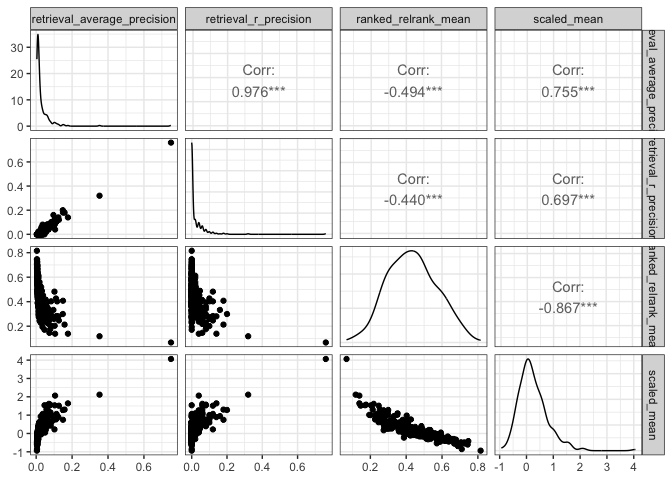 retrieval_average_precision retrieval_r_precision ranked_relrank_mean scaled_mean
30
20
10
0
Corr:
0.976***
Corr:
-0.494***
Corr:
0.755***
eval_average_preci
0.6
0.4
0.2
0.0
Corr:
-0.440***
Corr:
0.697***
etrieval_r_precision
0.8
0.6
0.4
0.2
Corr:
-0.867***
anked_relrank_mea
4
3
2
1
0
-1
scaled_mean
0.0 0.2 0.4 0.6 0.0 0.2 0.4 0.6 0.2 0.4 0.6 0.8 -1 0 1 2 3 4